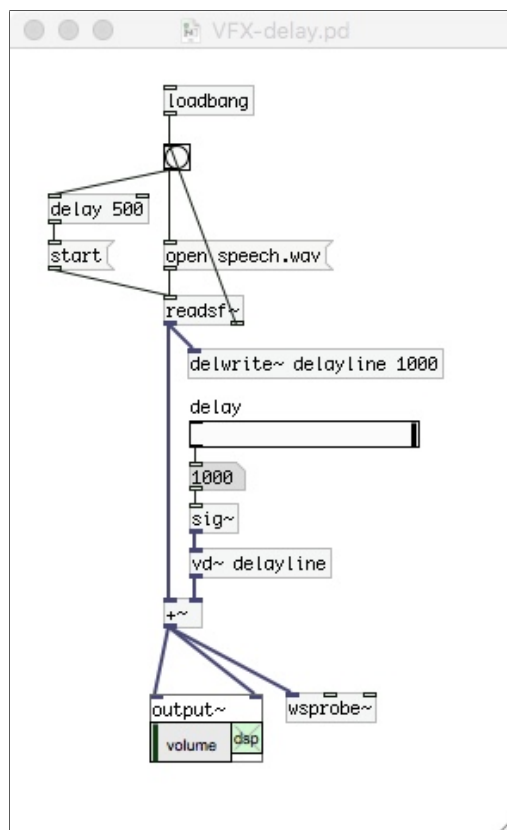 VFX-delay.pd
loadbang
delay 500
start
open speech.wav
readsf~
delwrite~ delayline 1000
delay
1000
sig~
vd~ delayline
+~
output~
wsprobe~
volume
dsp